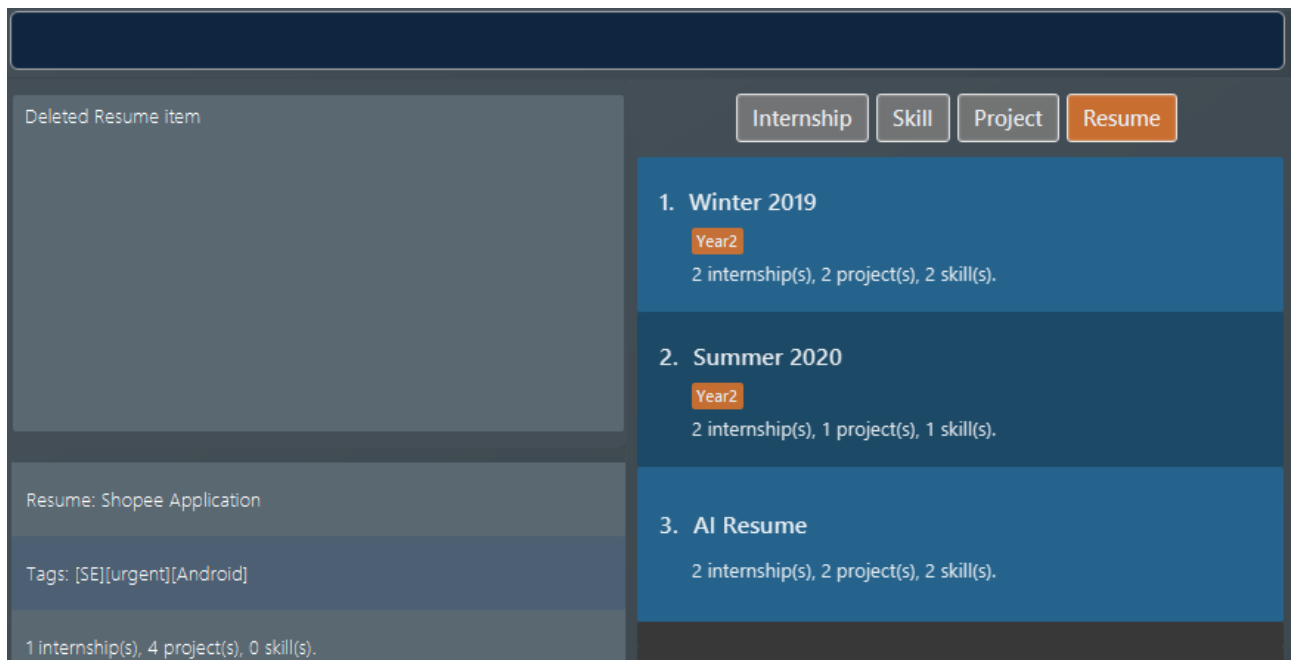 Deleted Resume item
Internship Skill Project Resume
1. Winter 2019
Year2
2 internship(s), 2 project(s), 2 skill(s).
2. Summer 2020
Year2
2 internship(s), 1 project(s), 1 skill(s).
3. AI Resume
2 internship(s), 2 project(s), 2 skill(s).
Resume: Shopee Application
Tags: [SE][urgent][Android]
1 internship(s), 4 project(s), 0 skill(s).